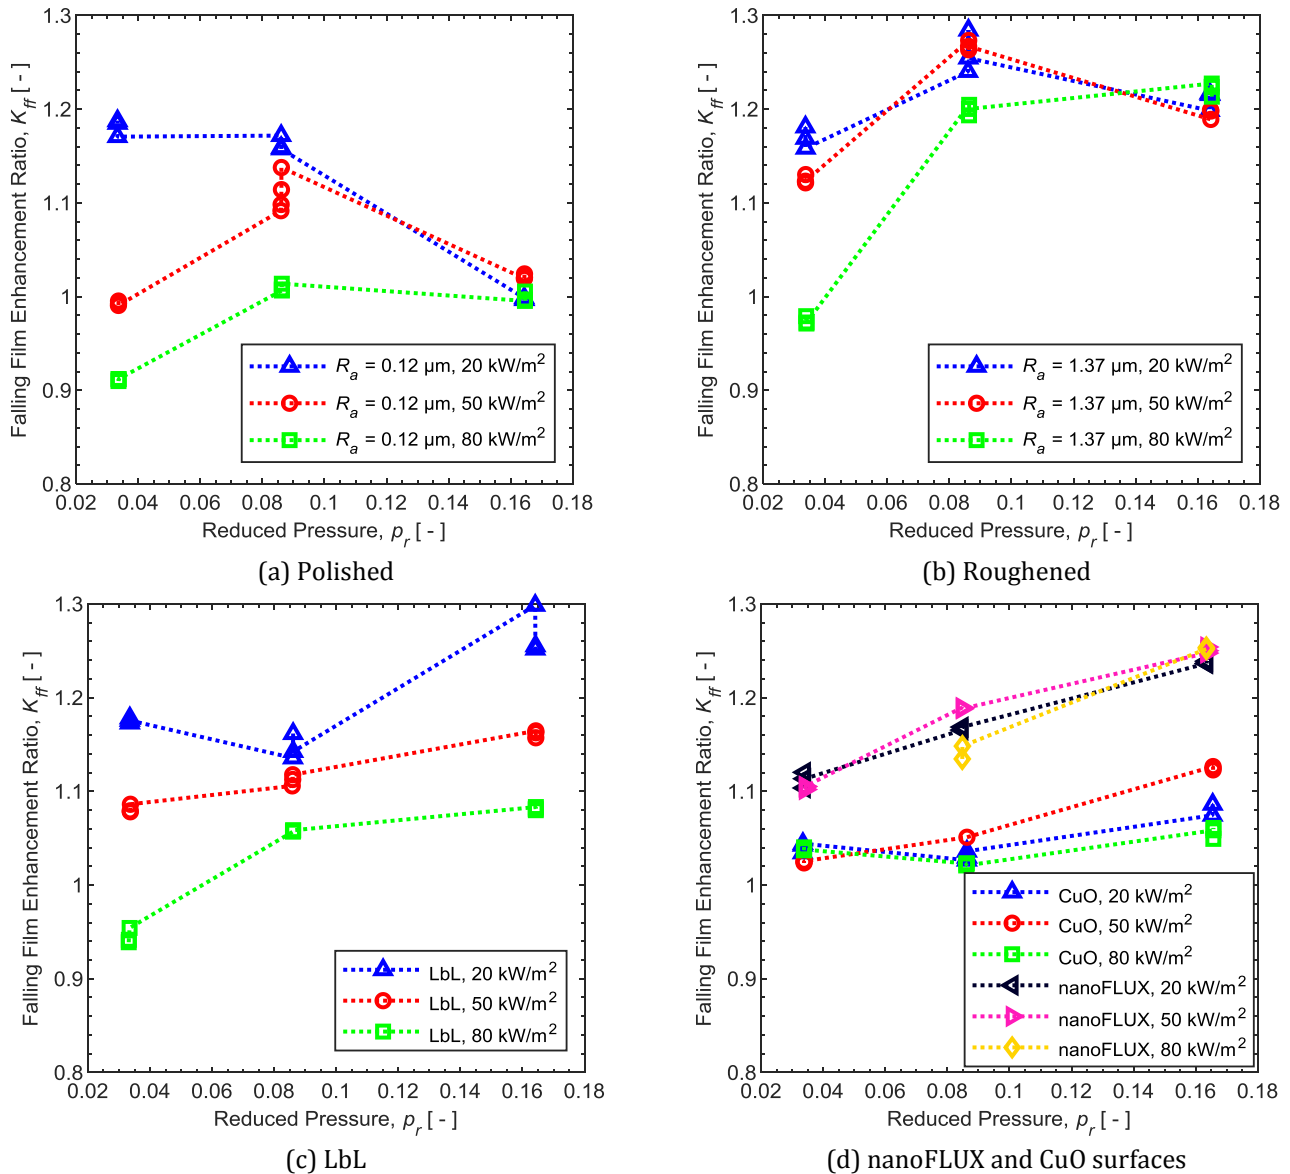 1.3
1.2
1.1
1
0.9
0.8
Falling Film Enhancement Ratio, K_ff [ - ]
R_a = 0.12 μm, 20 kW/m²
R_a = 0.12 μm, 50 kW/m²
R_a = 0.12 μm, 80 kW/m²
0.02 0.04 0.06 0.08 0.1 0.12 0.14 0.16 0.18
Reduced Pressure, p_r [ - ]
(a) Polished
1.3
1.2
1.1
1
0.9
0.8
Falling Film Enhancement Ratio, K_ff [ - ]
R_a = 1.37 μm, 20 kW/m²
R_a = 1.37 μm, 50 kW/m²
R_a = 1.37 μm, 80 kW/m²
0.02 0.04 0.06 0.08 0.1 0.12 0.14 0.16 0.18
Reduced Pressure, p_r [ - ]
(b) Roughened
1.3
1.2
1.1
1
0.9
0.8
Falling Film Enhancement Ratio, K_ff [ - ]
LbL, 20 kW/m²
LbL, 50 kW/m²
LbL, 80 kW/m²
0.02 0.04 0.06 0.08 0.1 0.12 0.14 0.16 0.18
Reduced Pressure, p_r [ - ]
(c) LbL
1.3
1.2
1.1
1
0.9
0.8
Falling Film Enhancement Ratio, K_ff [ - ]
CuO, 20 kW/m²
CuO, 50 kW/m²
CuO, 80 kW/m²
nanoFLUX, 20 kW/m²
nanoFLUX, 50 kW/m²
nanoFLUX, 80 kW/m²
0.02 0.04 0.06 0.08 0.1 0.12 0.14 0.16 0.18
Reduced Pressure, p_r [ - ]
(d) nanoFLUX and CuO surfaces